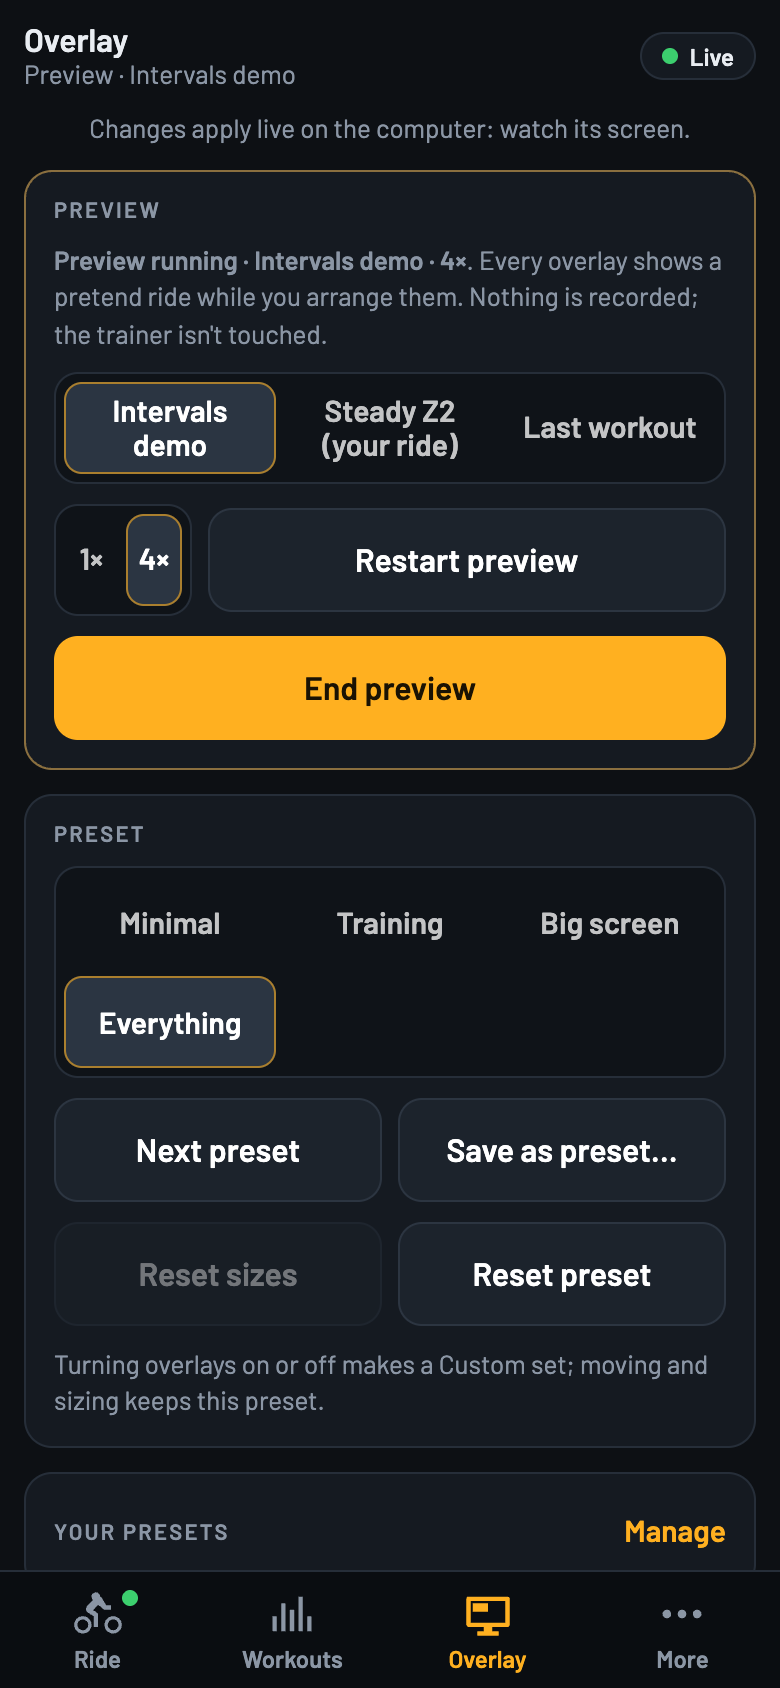 Overlay
Preview · Intervals demo
Live
Changes apply live on the computer: watch its screen.
PREVIEW
Preview running · Intervals demo · 4×. Every overlay shows a
pretend ride while you arrange them. Nothing is recorded;
the trainer isn't touched.
Intervals
demo
Steady Z2
(your ride)
Last workout
1×
4×
Restart preview
End preview
PRESET
Minimal
Training
Big screen
Everything
Next preset
Save as preset...
Reset sizes
Reset preset
Turning overlays on or off makes a Custom set; moving and
sizing keeps this preset.
YOUR PRESETS
Manage
Ride
Workouts
Overlay
More